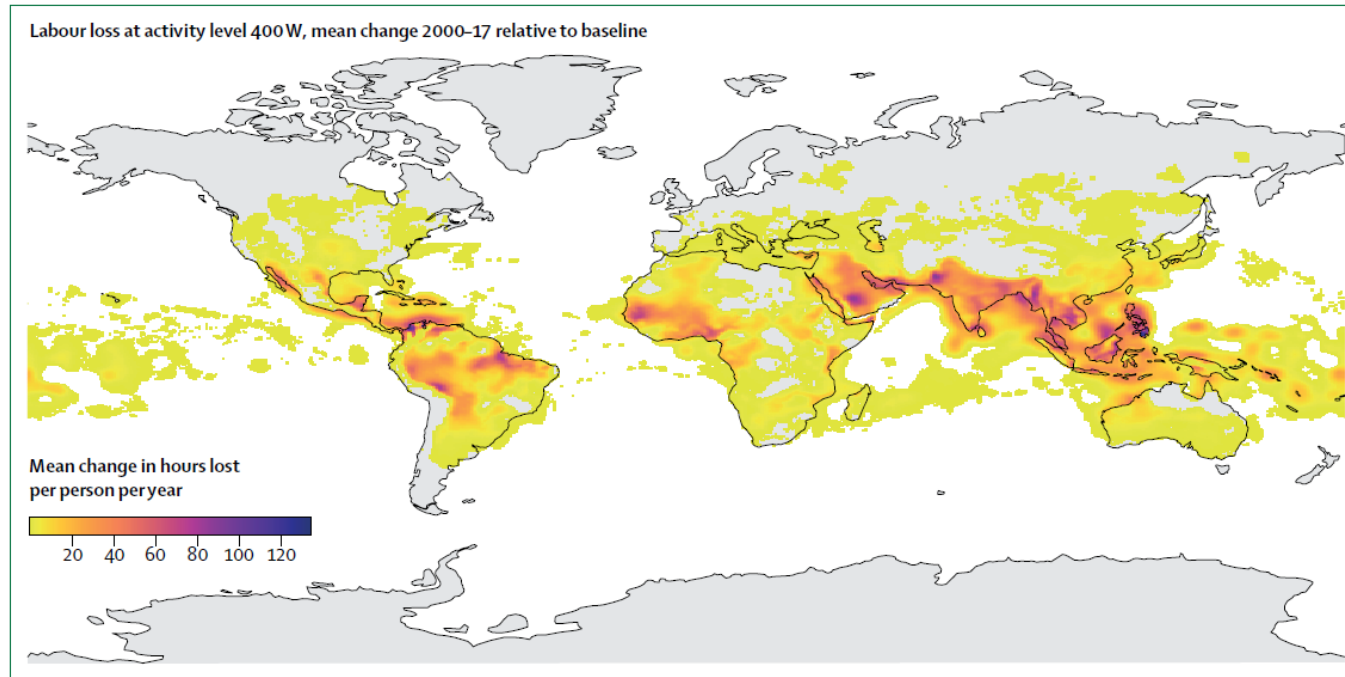 Labour loss at activity level 400 W, mean change 2000–17 relative to baseline
Mean change in hours lost
per person per year
20 40 60 80 100 120